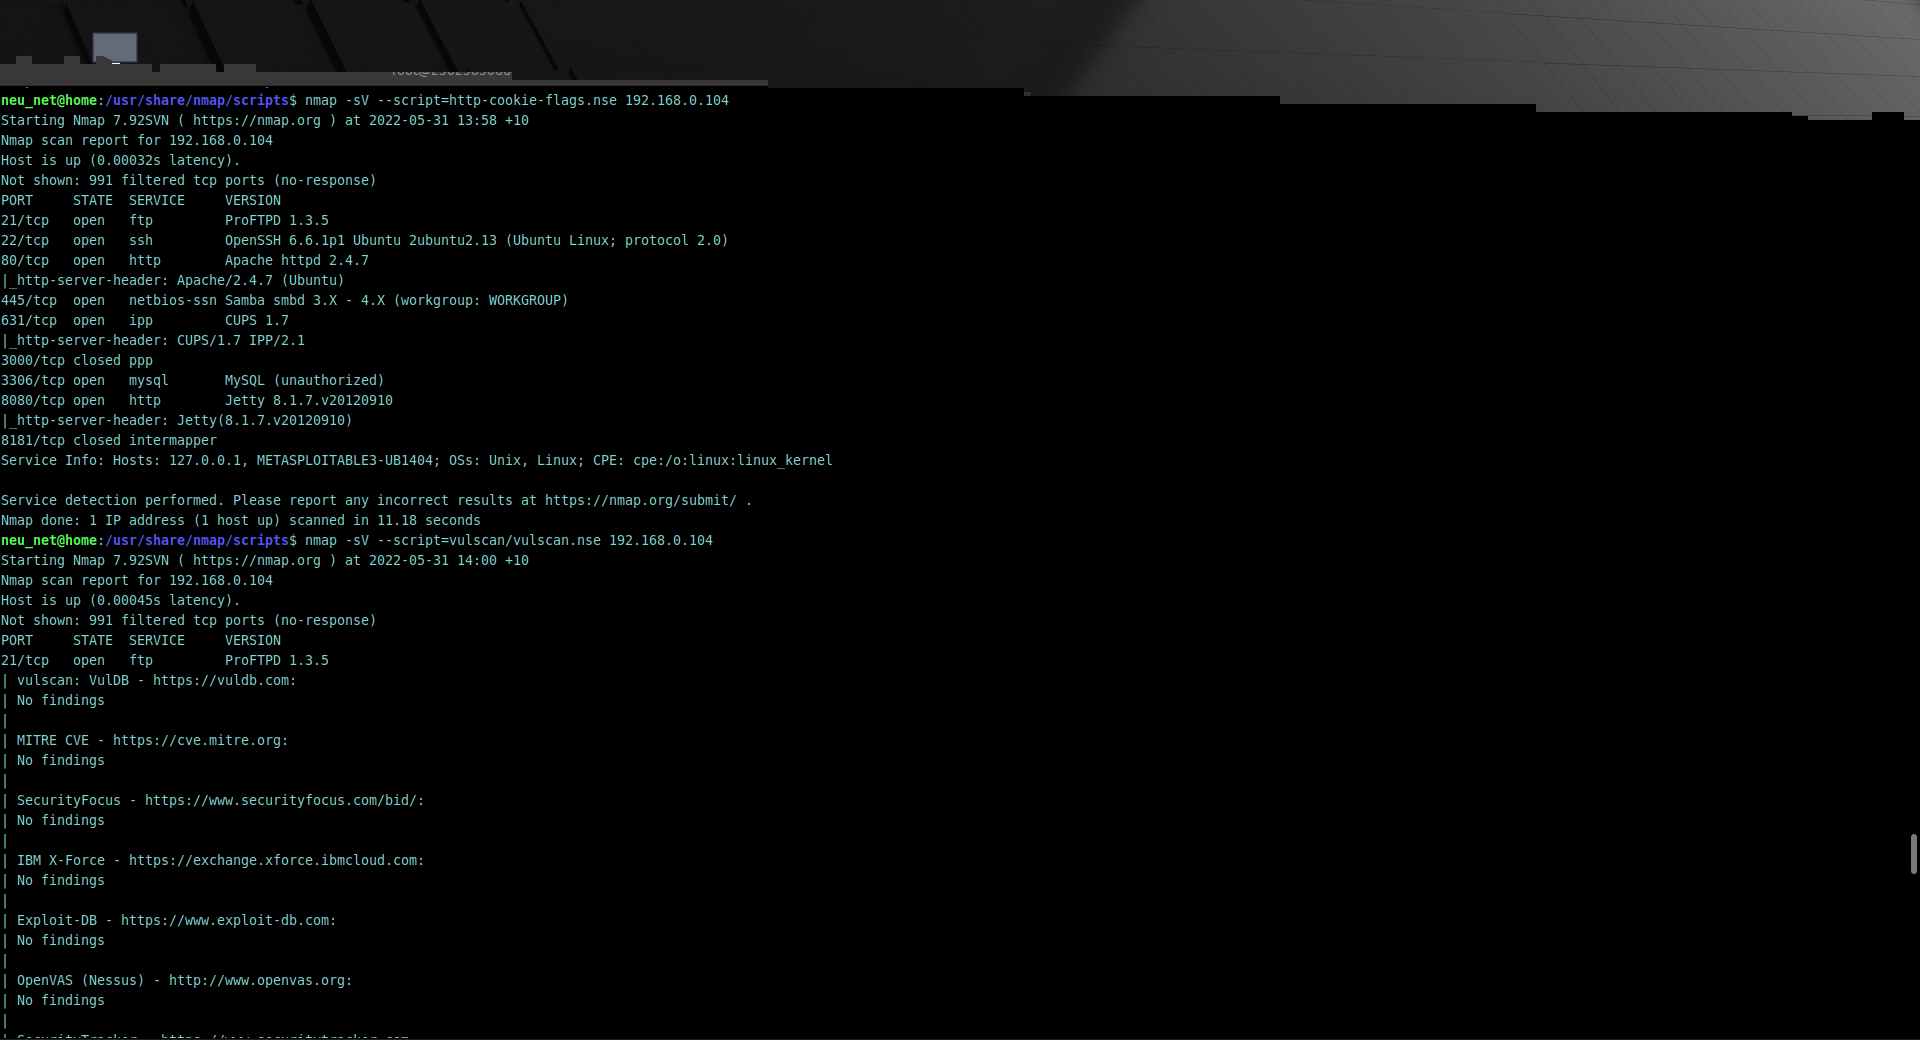 neu_net@home:/usr/share/nmap/scripts$ nmap -sV --script=http-cookie-flags.nse 192.168.0.104
Starting Nmap 7.92SVN ( https://nmap.org ) at 2022-05-31 13:58 +10
Nmap scan report for 192.168.0.104
Host is up (0.00032s latency).
Not shown: 991 filtered tcp ports (no-response)
PORT     STATE  SERVICE     VERSION
21/tcp   open   ftp         ProFTPD 1.3.5
22/tcp   open   ssh         OpenSSH 6.6.1p1 Ubuntu 2ubuntu2.13 (Ubuntu Linux; protocol 2.0)
80/tcp   open   http        Apache httpd 2.4.7
|_http-server-header: Apache/2.4.7 (Ubuntu)
445/tcp  open   netbios-ssn Samba smbd 3.X - 4.X (workgroup: WORKGROUP)
631/tcp  open   ipp         CUPS 1.7
|_http-server-header: CUPS/1.7 IPP/2.1
3000/tcp closed ppp
3306/tcp open   mysql       MySQL (unauthorized)
8080/tcp open   http        Jetty 8.1.7.v20120910
|_http-server-header: Jetty(8.1.7.v20120910)
8181/tcp closed intermapper
Service Info: Hosts: 127.0.0.1, METASPLOITABLE3-UB1404; OSs: Unix, Linux; CPE: cpe:/o:linux:linux_kernel
Service detection performed. Please report any incorrect results at https://nmap.org/submit/ .
Nmap done: 1 IP address (1 host up) scanned in 11.18 seconds
neu_net@home:/usr/share/nmap/scripts$ nmap -sV --script=vulscan/vulscan.nse 192.168.0.104
Starting Nmap 7.92SVN ( https://nmap.org ) at 2022-05-31 14:00 +10
Nmap scan report for 192.168.0.104
Host is up (0.00045s latency).
Not shown: 991 filtered tcp ports (no-response)
PORT     STATE  SERVICE     VERSION
21/tcp   open   ftp         ProFTPD 1.3.5
| vulscan: VulDB - https://vuldb.com:
| No findings
|
| MITRE CVE - https://cve.mitre.org:
| No findings
|
| SecurityFocus - https://www.securityfocus.com/bid/:
| No findings
|
| IBM X-Force - https://exchange.xforce.ibmcloud.com:
| No findings
|
| Exploit-DB - https://www.exploit-db.com:
| No findings
|
| OpenVAS (Nessus) - http://www.openvas.org:
| No findings
|